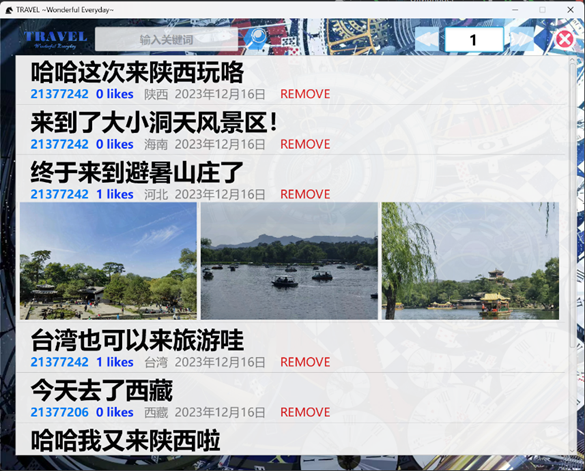 TRAVEL ~Wonderful Everyday~
TRAVEL
Wonderful Everyday
输入关键词
1
哈哈这次来陕西玩咯
21377242 0 likes 陕西 2023年12月16日 REMOVE
来到了大小洞天风景区!
21377242 0 likes 海南 2023年12月16日 REMOVE
终于来到避暑山庄了
21377242 1 likes 河北 2023年12月16日 REMOVE
台湾也可以来旅游哇
21377242 1 likes 台湾 2023年12月16日 REMOVE
今天去了西藏
21377206 0 likes 西藏 2023年12月16日 REMOVE
哈哈我又来陕西啦